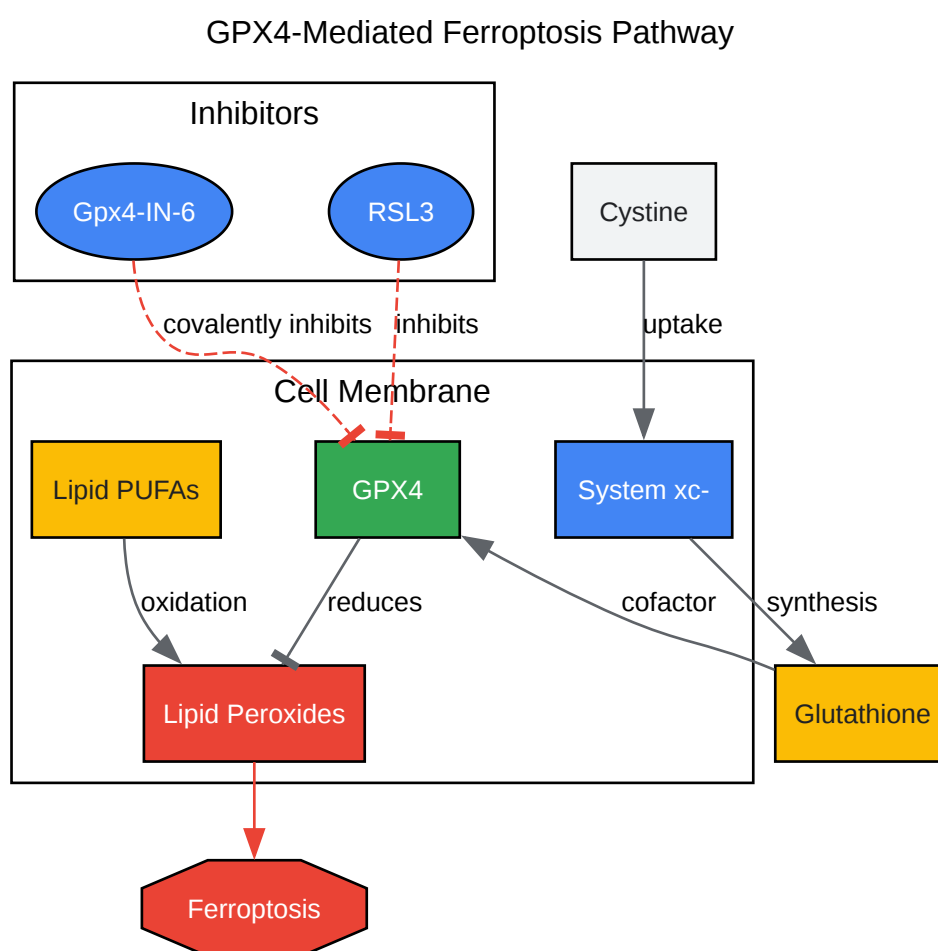 GPX4-Mediated Ferroptosis Pathway
Inhibitors
Gpx4-IN-6
RSL3
Cystine
covalently inhibits
inhibits
uptake
Cell Membrane
Lipid PUFAs
GPX4
System xc-
oxidation
reduces
cofactor
synthesis
Lipid Peroxides
Glutathione
Ferroptosis